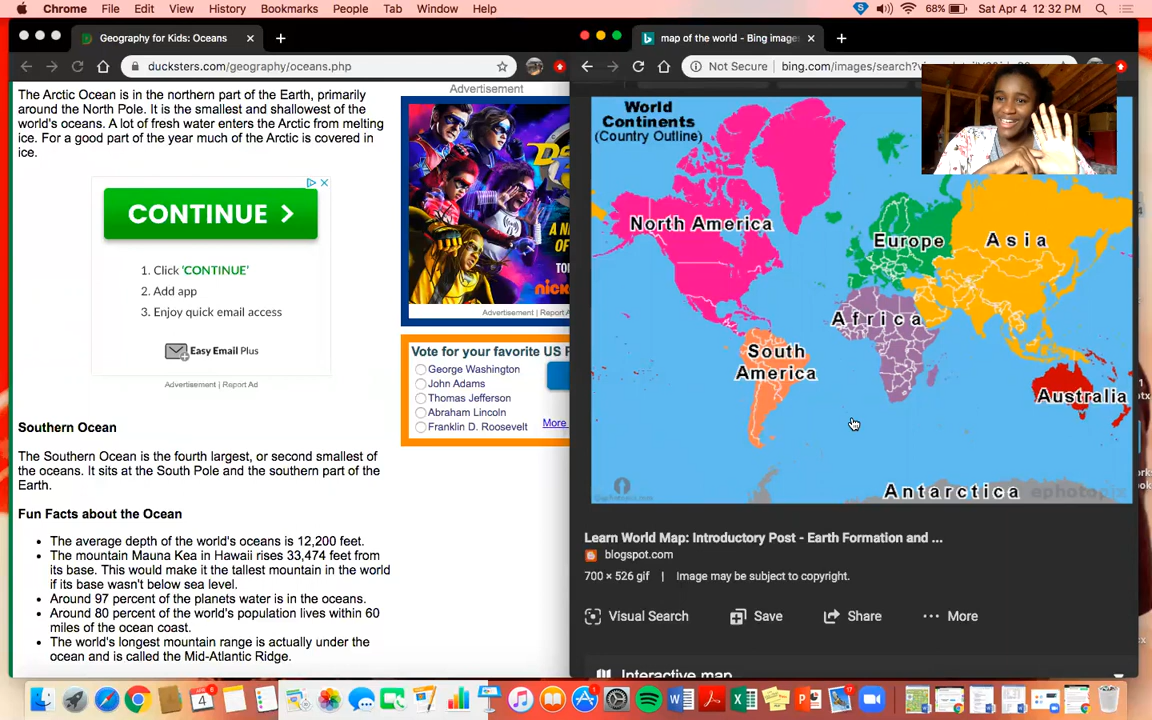 Chrome File Edit View History Bookmarks People Tab Window Help
68% Sat Apr 4 12:32 PM
Geography for Kids: Oceans
map of the world - Bing images
ducksters.com/geography/oceans.php
Not Secure bing.com/images/search?
The Arctic Ocean is in the northern part of the Earth, primarily
around the North Pole. It is the smallest and shallowest of the
world's oceans. A lot of fresh water enters the Arctic from melting
ice. For a good part of the year much of the Arctic is covered in
ice.
CONTINUE
1. Click 'CONTINUE'
2. Add app
3. Enjoy quick email access
Easy Email Plus
Advertisement | Report Ad
Southern Ocean
The Southern Ocean is the fourth largest, or second smallest of
the oceans. It sits at the South Pole and the southern part of the
Earth.
Fun Facts about the Ocean
The average depth of the world's oceans is 12,200 feet.
The mountain Mauna Kea in Hawaii rises 33,474 feet from
its base. This would make it the tallest mountain in the world
if its base wasn't below sea level.
Around 97 percent of the planets water is in the oceans.
Around 80 percent of the world's population lives within 60
miles of the ocean coast.
The world's longest mountain range is actually under the
ocean and is called the Mid-Atlantic Ridge.
Advertisement
A N
OF
TO
nick
Advertisement | Report A
Vote for your favorite US
George Washington
John Adams
Thomas Jefferson
Abraham Lincoln
Franklin D. Roosevelt
More
World
Continents
(Country Outline)
North America
Europe
Asia
Africa
South
America
Australia
Antarctica
Learn World Map: Introductory Post - Earth Formation and ...
blogspot.com
700 × 526 gif | Image may be subject to copyright.
Visual Search
Save
Share
More
Interactive map